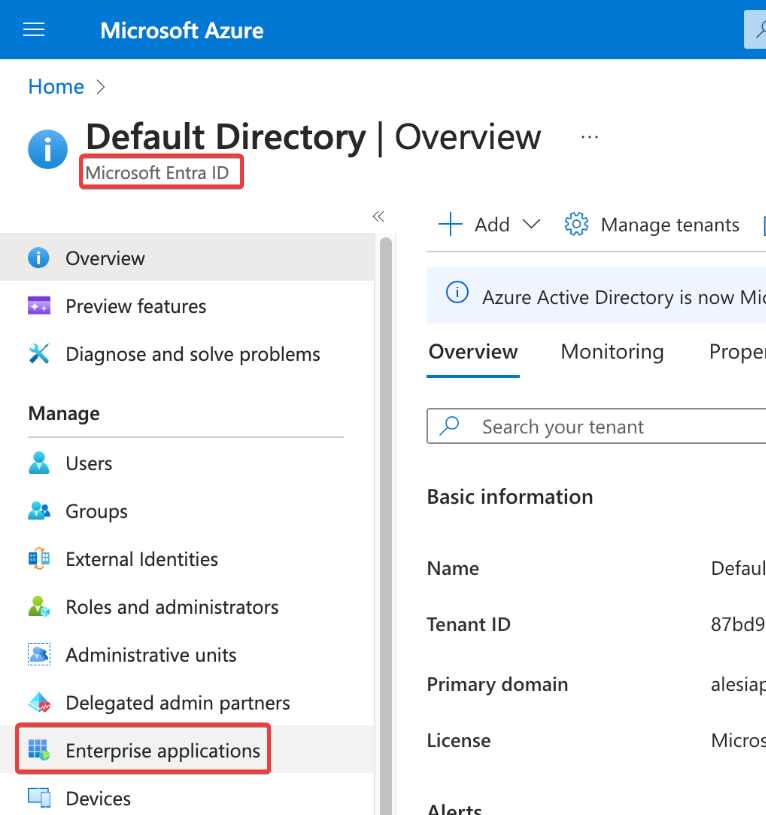 Microsoft Azure
Home
Default Directory | Overview ...
Microsoft Entra ID
Overview
Preview features
Diagnose and solve problems
Manage
Users
Groups
External Identities
Roles and administrators
Administrative units
Delegated admin partners
Enterprise applications
Devices
Add
Manage tenants
Azure Active Directory is now Mic
Overview Monitoring Proper
Search your tenant
Basic information
Name Defaul
Tenant ID 87bd9
Primary domain alesiap
License Micros
Alerts